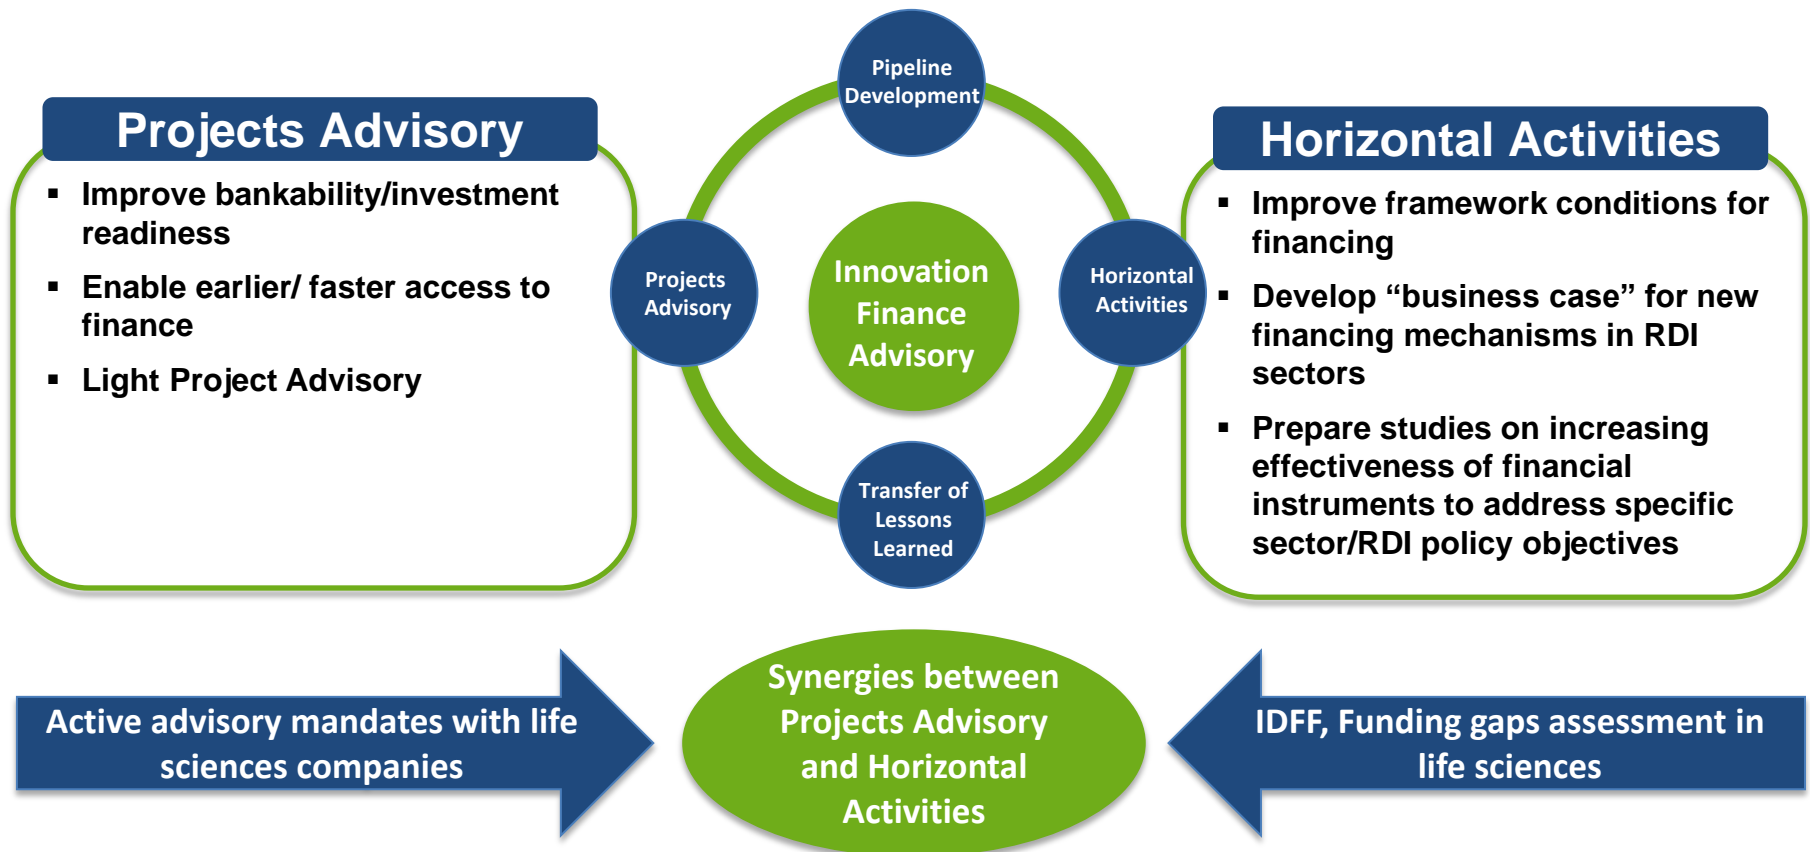 Projects Advisory
▪ Improve bankability/investment
readiness
▪ Enable earlier/ faster access to
finance
▪ Light Project Advisory
Pipeline
Development
Projects
Advisory
Innovation
Finance
Advisory
Horizontal
Activities
Transfer of
Lessons
Learned
Horizontal Activities
▪ Improve framework conditions for
financing
▪ Develop “business case” for new
financing mechanisms in RDI
sectors
▪ Prepare studies on increasing
effectiveness of financial
instruments to address specific
sector/RDI policy objectives
Active advisory mandates with life
sciences companies
Synergies between
Projects Advisory
and Horizontal
Activities
IDFF, Funding gaps assessment in
life sciences